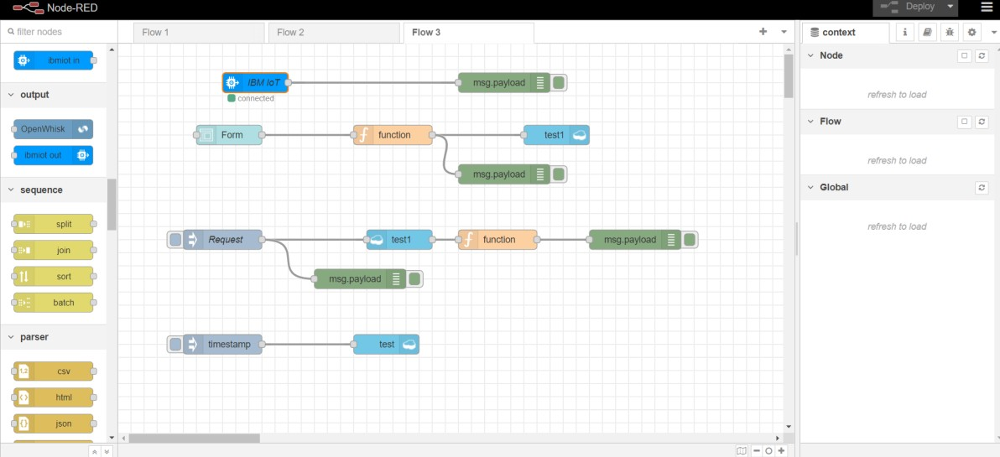 Node-RED
Deploy
filter nodes
ibmiot in
output
OpenWhisk
ibmiot out
sequence
split
join
sort
batch
parser
csv
html
json
Flow 1
Flow 2
Flow 3
IBM IoT
connected
msg.payload
Form
function
test1
msg.payload
Request
test1
function
msg.payload
msg.payload
timestamp
test
context
Node
refresh to load
Flow
refresh to load
Global
refresh to load